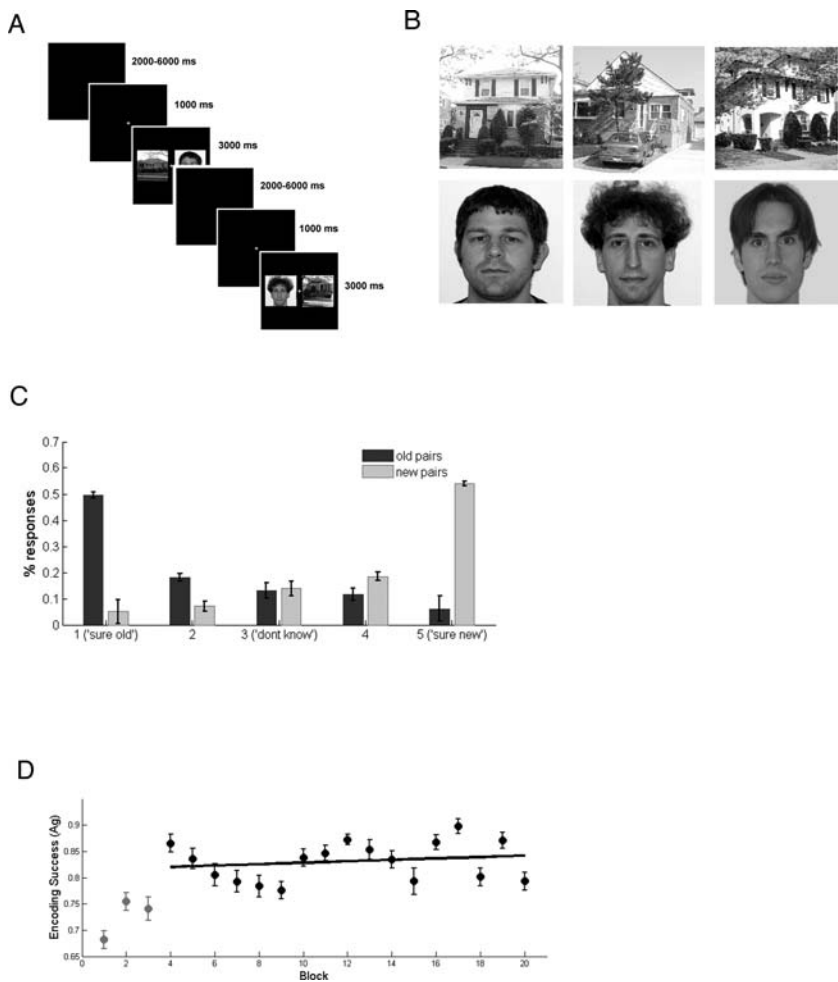 A
2000-6000 ms
1000 ms
3000 ms
2000-6000 ms
1000 ms
3000 ms
B
C
0.7
0.6
0.5
0.4
0.3
0.2
0.1
0
% responses
old pairs
new pairs
1 ('sure old') 2 3 ('dont know') 4 5 ('sure new')
D
0.9
0.85
0.8
0.75
0.7
0.65
Encoding Success (Ag)
0 2 4 6 8 10 12 14 16 18 20
Block